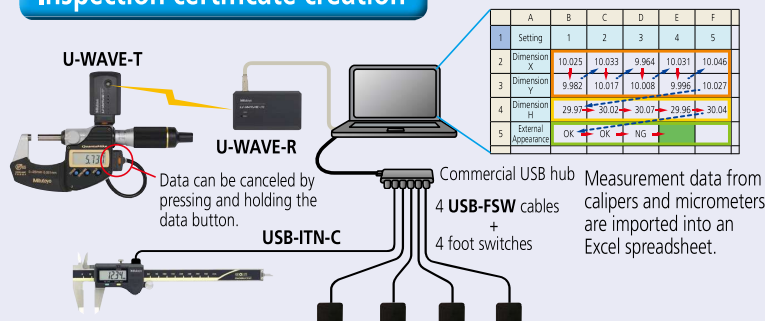 Inspection certificate creation
U-WAVE-T
U-WAVE-R
Mitutoyo
Data can be canceled by
pressing and holding the
data button.
USB-ITN-C
Commercial USB hub
4 USB-FSW cables
+
4 foot switches
A B C D E F
1 Setting 1 2 3 4 5
2 Dimension X 10.025 10.033 9.964 10.031 10.046
3 Dimension Y 9.982 10.017 10.008 9.996 10.027
4 Dimension H 29.97 30.02 30.07 29.96 30.04
5 External Appearance OK OK NG
Measurement data from
calipers and micrometers
are imported into an
Excel spreadsheet.